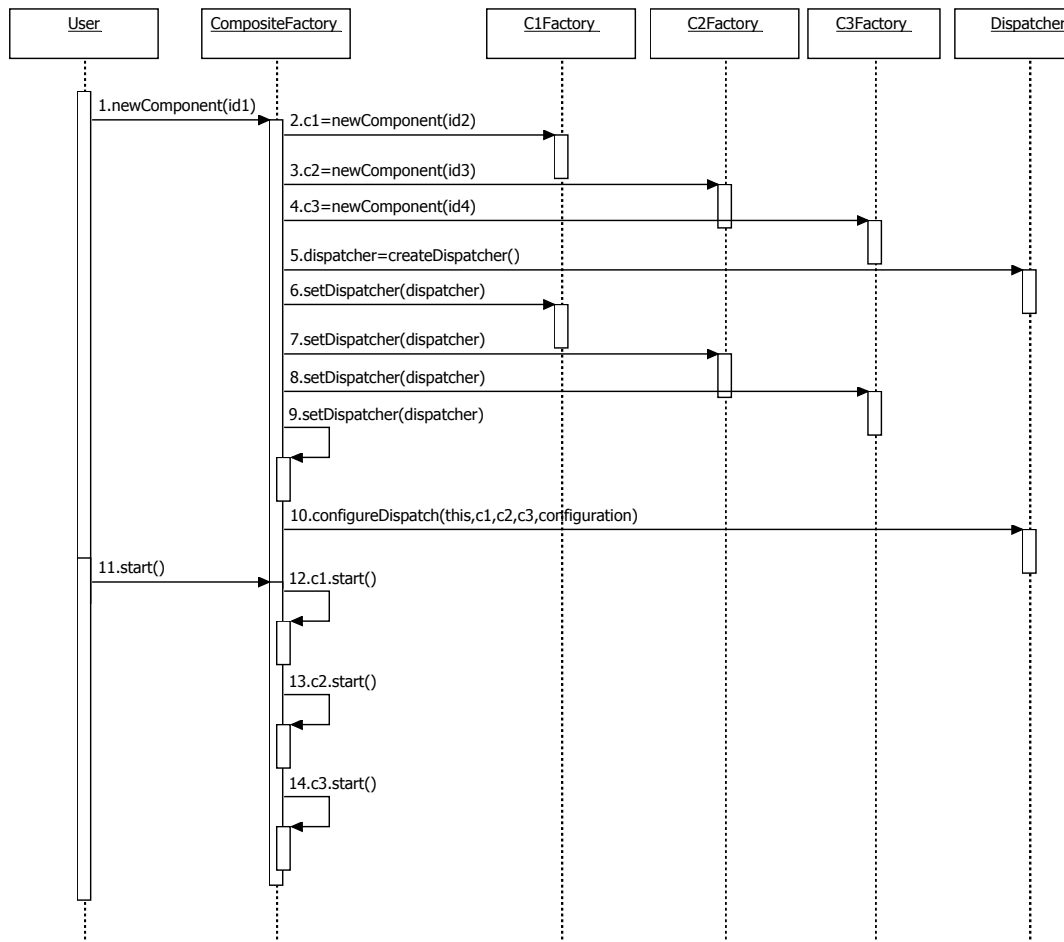 User
CompositeFactory
C1Factory
C2Factory
C3Factory
Dispatcher
1.newComponent(id1)
2.c1=newComponent(id2)
3.c2=newComponent(id3)
4.c3=newComponent(id4)
5.dispatcher=createDispatcher()
6.setDispatcher(dispatcher)
7.setDispatcher(dispatcher)
8.setDispatcher(dispatcher)
9.setDispatcher(dispatcher)
10.configureDispatch(this,c1,c2,c3,configuration)
11.start()
12.c1.start()
13.c2.start()
14.c3.start()